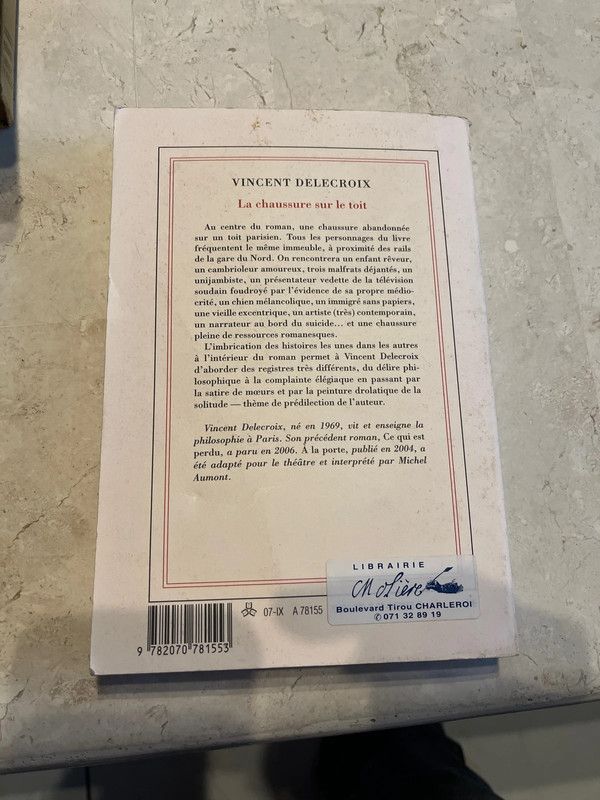 VINCENT DELECROIX
La chaussure sur le toit
Au centre du roman, une chaussure abandonnée
sur un toit parisien. Tous les personnages du livre
fréquentent le même immeuble, à proximité des rails
de la gare du Nord. On rencontrera un enfant rêveur,
un cambrioleur amoureux, trois malfrats déjantés, un
unijambiste, un présentateur vedette de la télévision
soudain foudroyé par l'évidence de sa propre médio-
crité, un chien mélancolique, un immigré sans papiers,
une vieille excentrique, un artiste (très) contemporain,
un narrateur au bord du suicide... et une chaussure
pleine de ressources romanesques.
L'imbrication des histoires les unes dans les autres
à l'intérieur du roman permet à Vincent Delecroix
d'aborder des registres très différents, du délire phi-
losophique à la complainte élégiaque en passant par
la satire de mœurs et par la peinture drolatique de la
solitude — thème de prédilection de l'auteur.
Vincent Delecroix, né en 1969, vit et enseigne la
philosophie à Paris. Son précédent roman, Ce qui est
perdu, a paru en 2006. À la porte, publié en 2004, a
été adapté pour le théâtre et interprété par Michel
Aumont.
LIBRAIRIE
Molière
Boulevard Tirou CHARLEROI
✆ 071 32 89 19
07-IX A 78155
9 782070 781553